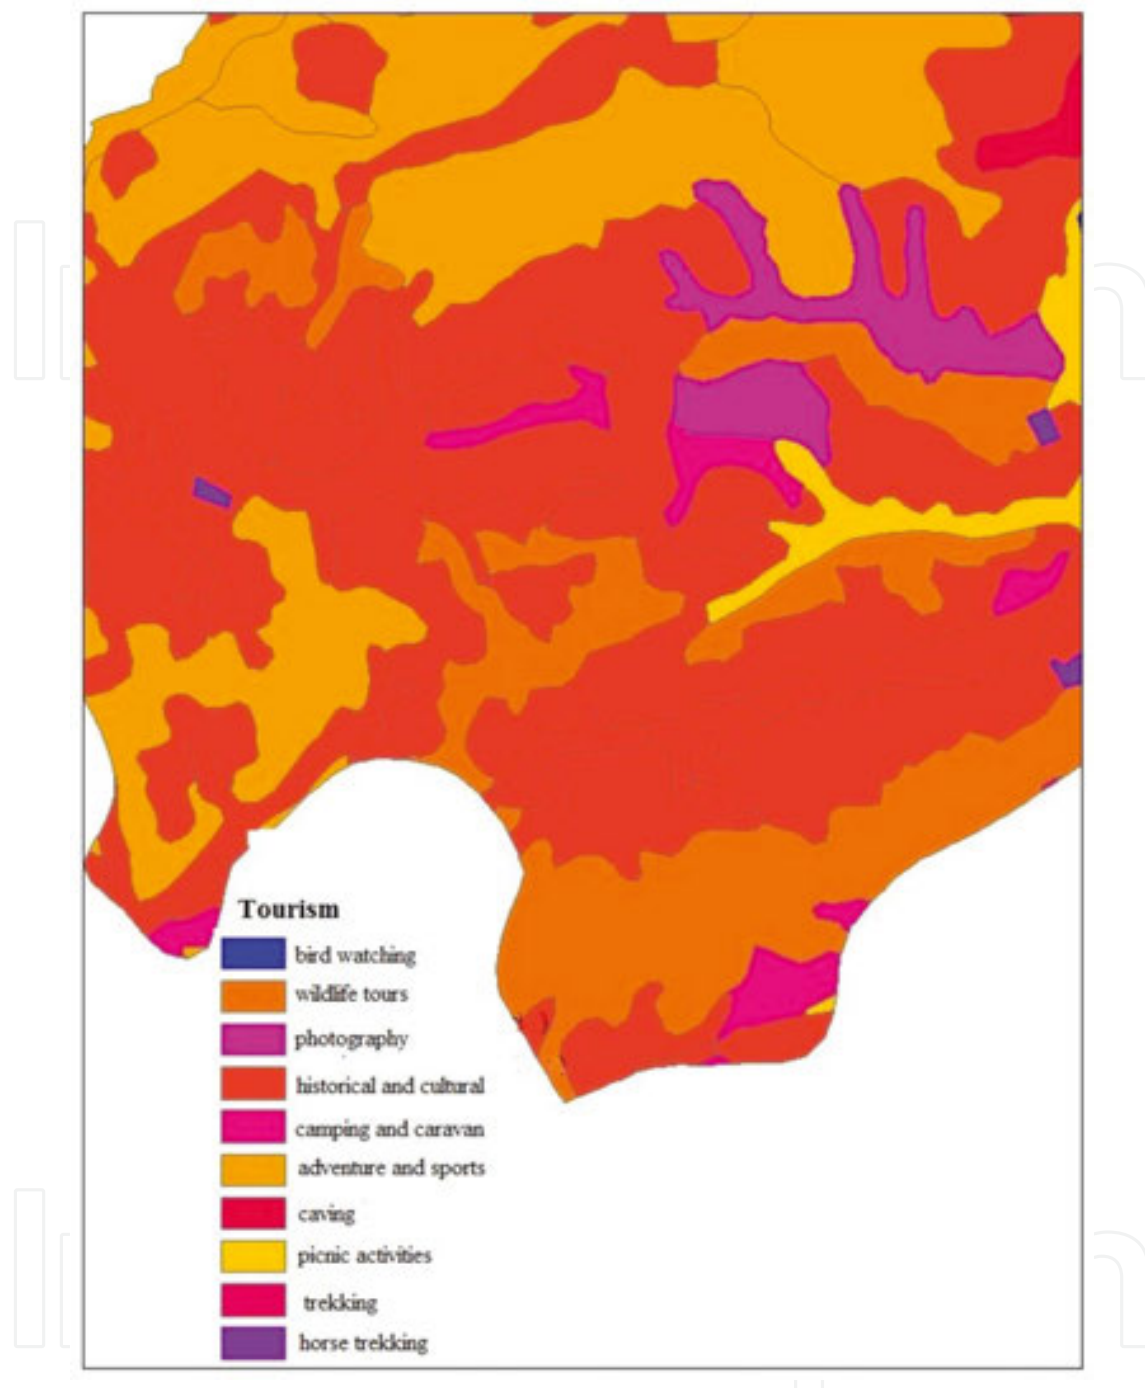 Tourism
bird watching
wildlife tours
photography
historical and cultural
camping and caravan
adventure and sports
caving
picnic activities
trekking
horse trekking